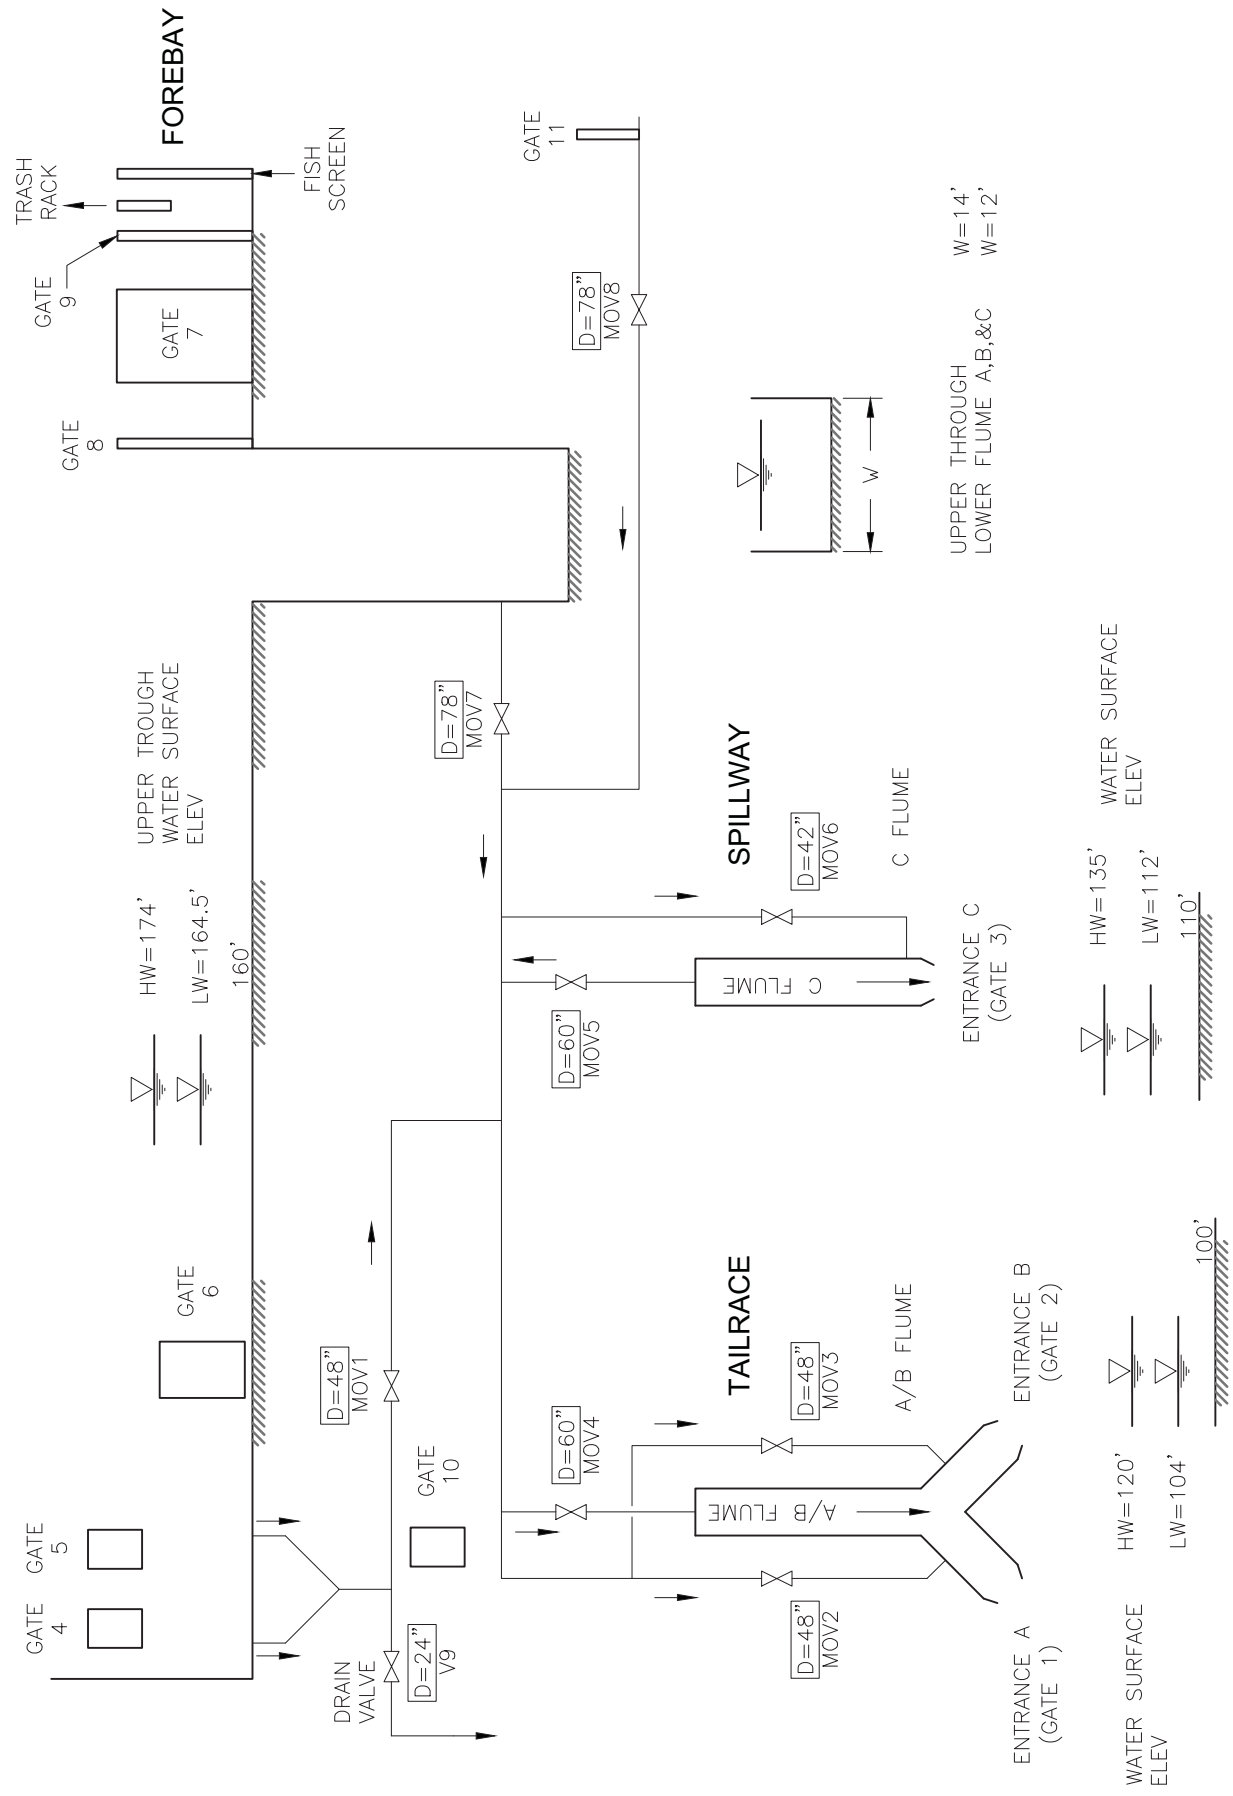 FOREBAY
TRASH
RACK
FISH
SCREEN
GATE
9
GATE
7
GATE
8
GATE
11
D=78"
MOV8
UPPER TROUGH
WATER SURFACE
ELEV
HW=174'
LW=164.5'
160'
D=78"
MOV7
W
UPPER THROUGH
LOWER FLUME A,B,&C
W=14'
W=12'
GATE
6
GATE
5
GATE
4
D=48"
MOV1
GATE
10
DRAIN
VALVE
D=24"
V9
SPILLWAY
D=42"
MOV6
C FLUME
D=60"
MOV5
C FLUME
ENTRANCE C
(GATE 3)
WATER SURFACE
ELEV
HW=135'
LW=112'
110'
TAILRACE
D=60"
MOV4
D=48"
MOV3
A/B FLUME
A/B FLUME
D=48"
MOV2
ENTRANCE B
(GATE 2)
ENTRANCE A
(GATE 1)
100'
HW=120'
LW=104'
WATER SURFACE
ELEV